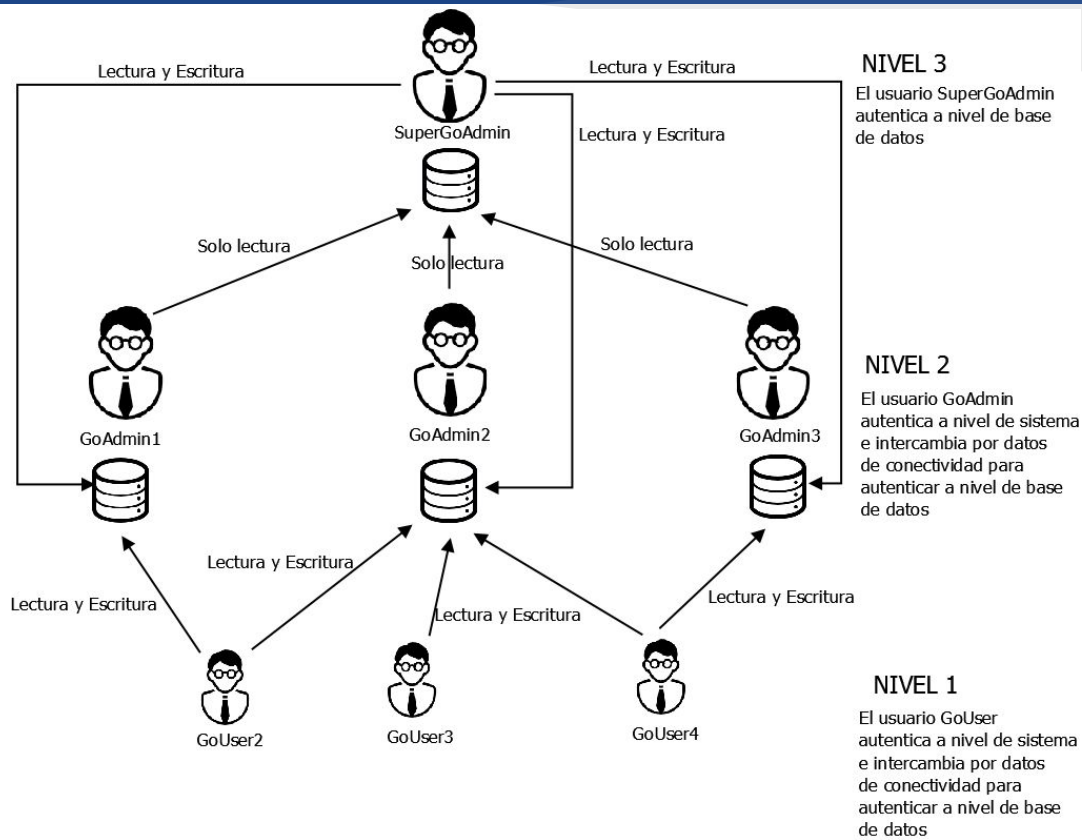 Lectura y Escritura
Lectura y Escritura
Lectura y Escritura
SuperGoAdmin
NIVEL 3
El usuario SuperGoAdmin
autentica a nivel de base
de datos
Solo lectura
Solo lectura
Solo lectura
GoAdmin1
GoAdmin2
GoAdmin3
NIVEL 2
El usuario GoAdmin
autentica a nivel de sistema
e intercambia por datos
de conectividad para
autenticar a nivel de base
de datos
Lectura y Escritura
Lectura y Escritura
Lectura y Escritura
Lectura y Escritura
GoUser2
GoUser3
GoUser4
NIVEL 1
El usuario GoUser
autentica a nivel de sistema
e intercambia por datos
de conectividad para
autenticar a nivel de base
de datos